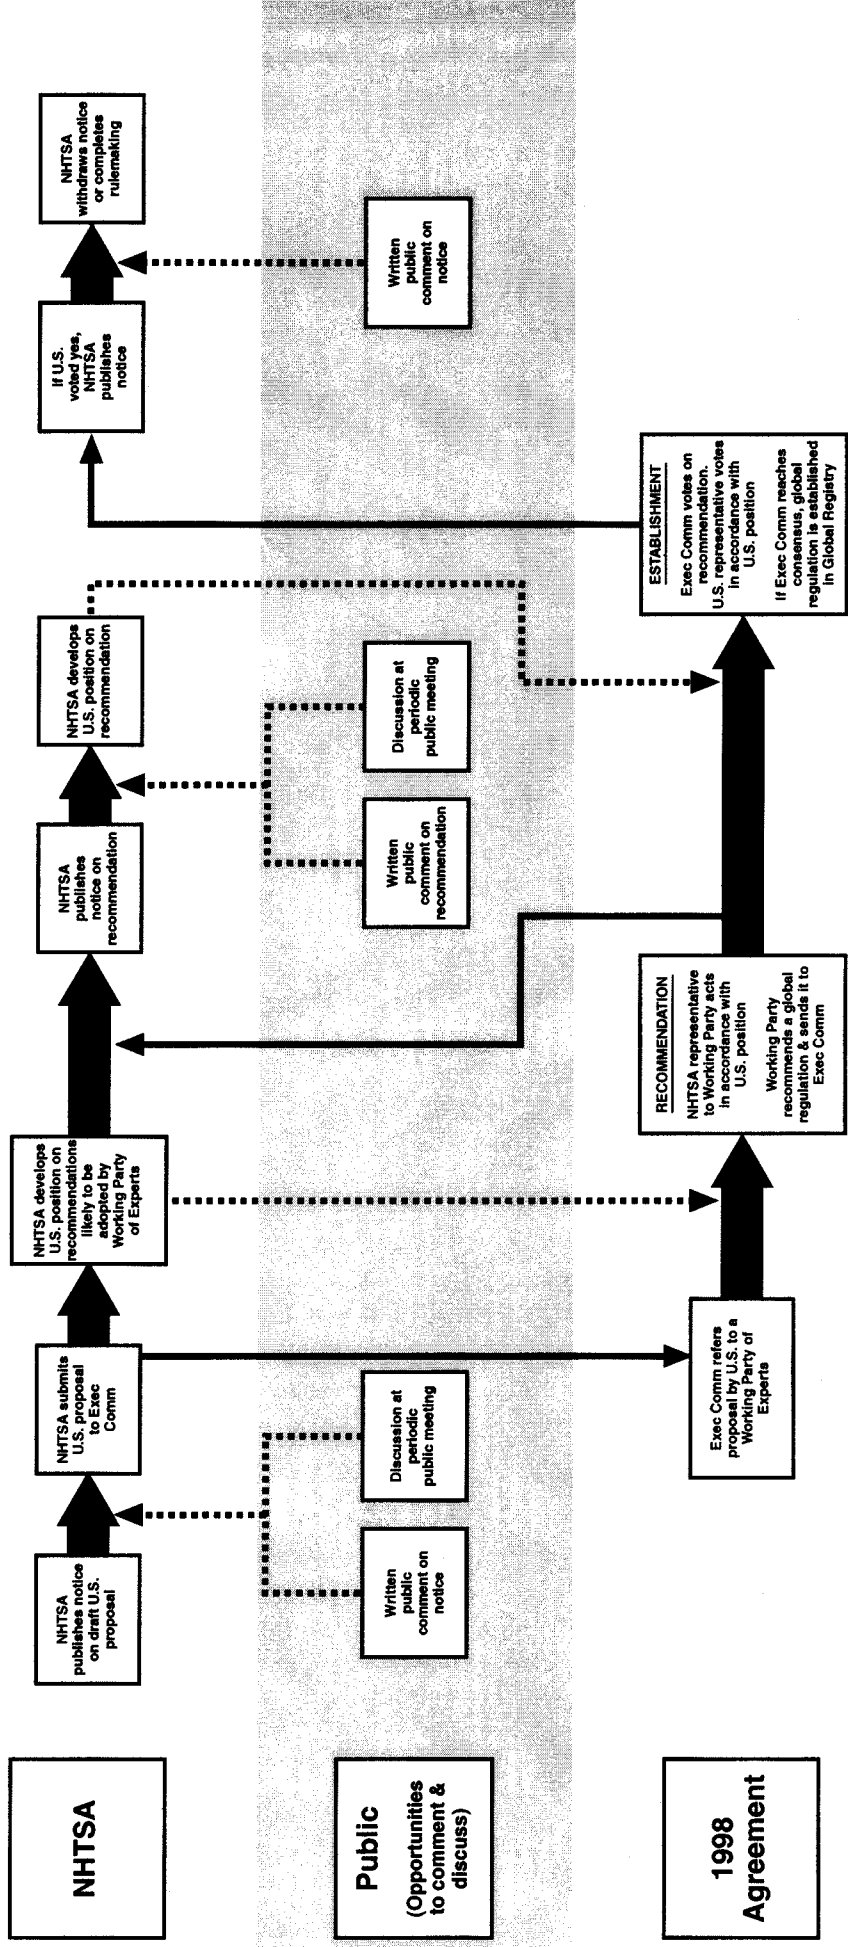 NHTSA
NHTSA
publishes notice
on draft U.S.
proposal
NHTSA submits
U.S. proposal
to Exec
Comm
NHTSA develops
U.S. position on
recommendations
likely to be
adopted by
Working Party
of Experts
NHTSA
publishes
notice on
recommendation
NHTSA develops
U.S. position on
recommendation
If U.S.
voted yes,
NHTSA
publishes
notice
NHTSA
withdraws notice
or completes
rulemaking
Public
(Opportunities
to comment &
discuss)
Written
public
comment on
notice
Discussion at
periodic
public meeting
Written
public
comment on
recommendation
Discussion at
periodic
public meeting
Written
public
comment on
notice
1998
Agreement
Exec Comm refers
proposal by U.S. to a
Working Party of
Experts
RECOMMENDATION
NHTSA representative
to Working Party acts
in accordance with
U.S. position
Working Party
recommends a global
regulation & sends it to
Exec Comm
ESTABLISHMENT
Exec Comm votes on
recommendation.
U.S. representative votes
in accordance with
U.S. position
If Exec Comm reaches
consensus, global
regulation is established
in Global Registry